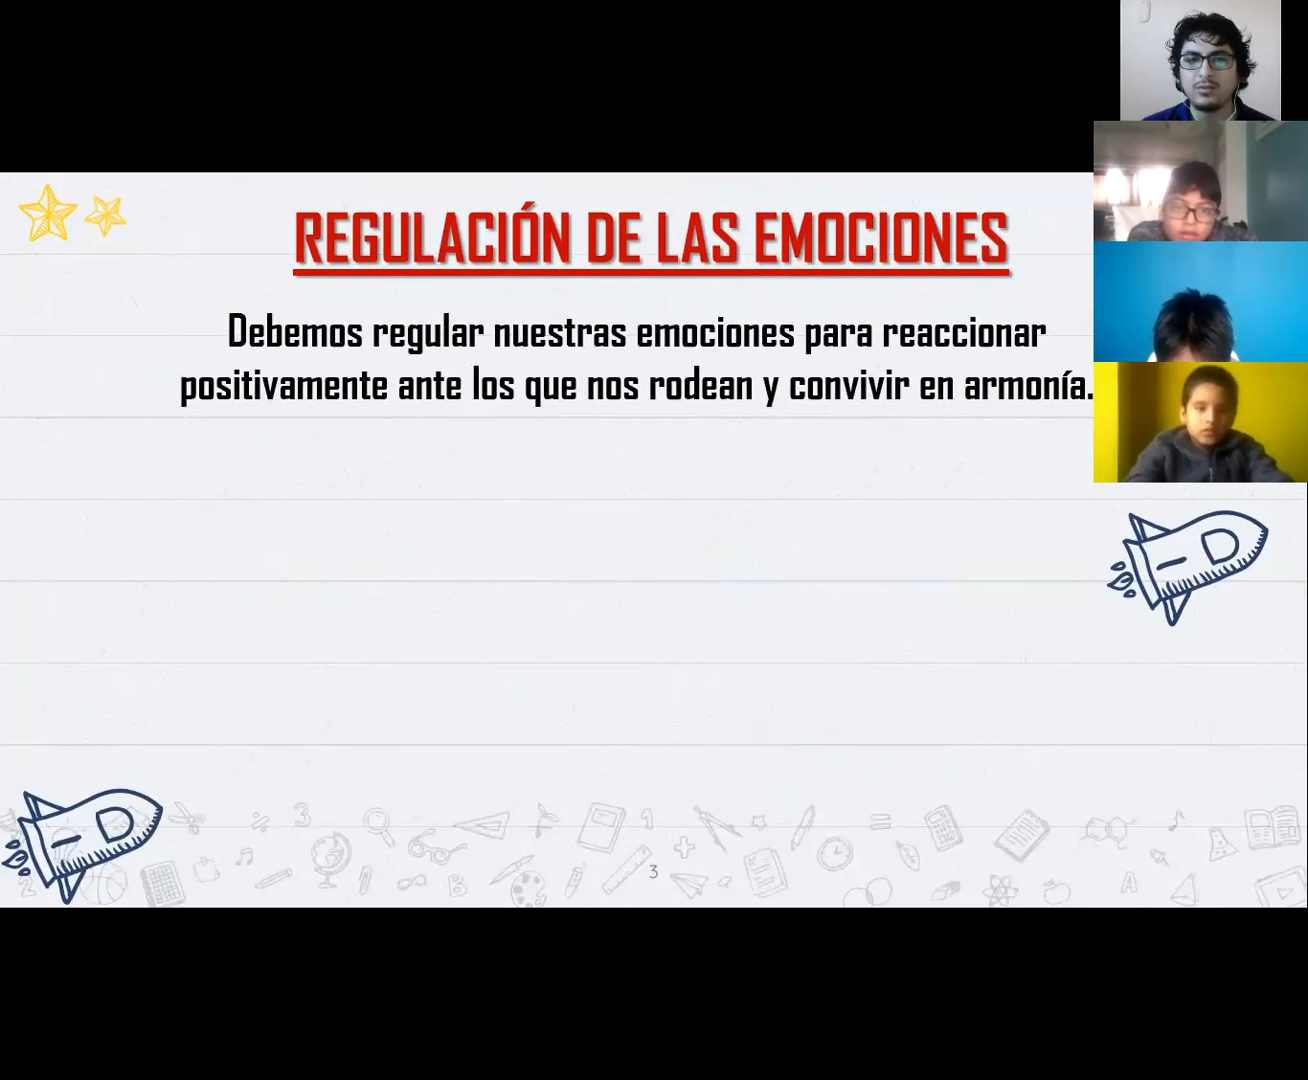 REGULACIÓN DE LAS EMOCIONES
Debemos regular nuestras emociones para reaccionar
positivamente ante los que nos rodean y convivir en armonía.
3